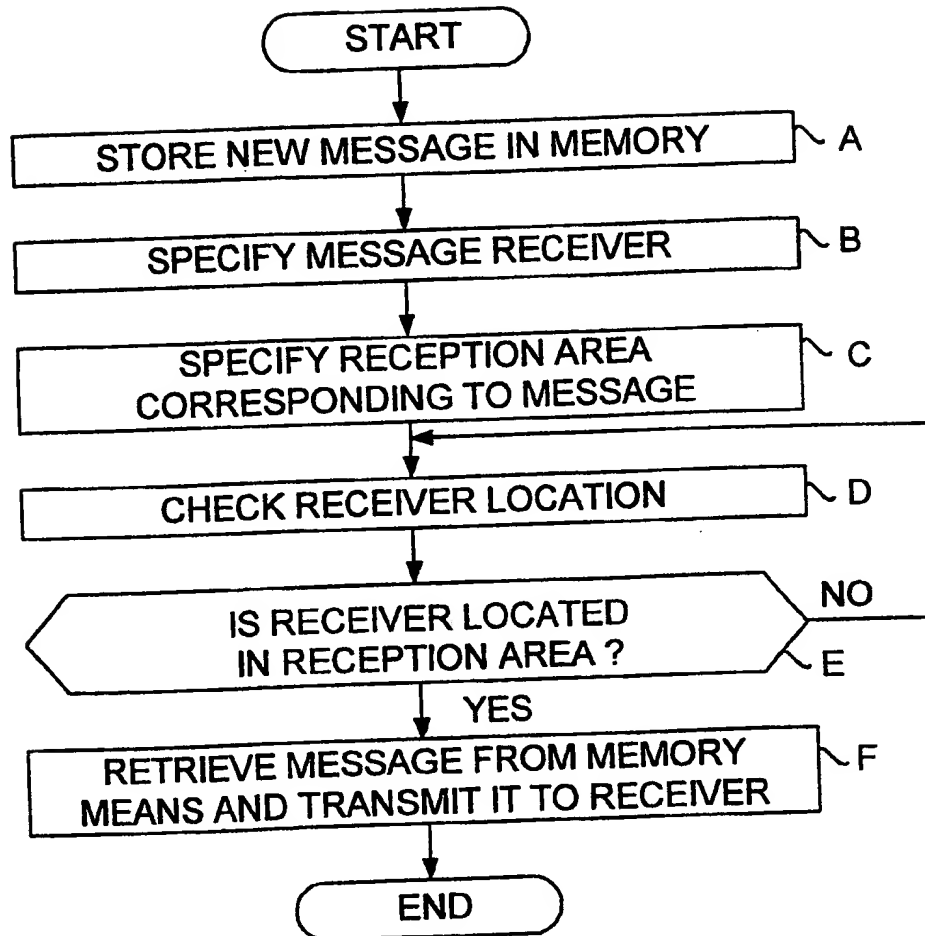 START
STORE NEW MESSAGE IN MEMORY
A
SPECIFY MESSAGE RECEIVER
B
SPECIFY RECEPTION AREA
CORRESPONDING TO MESSAGE
C
CHECK RECEIVER LOCATION
D
IS RECEIVER LOCATED
IN RECEPTION AREA ?
NO
E
YES
RETRIEVE MESSAGE FROM MEMORY
MEANS AND TRANSMIT IT TO RECEIVER
F
END